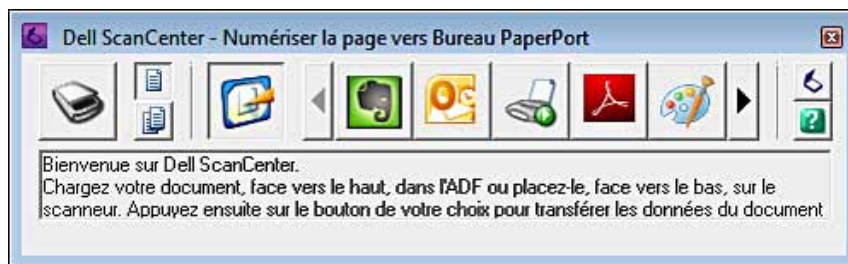 Dell ScanCenter - Numériser la page vers Bureau PaperPort
Bienvenue sur Dell ScanCenter.
Chargez votre document, face vers le haut, dans l'ADF ou placez-le, face vers le bas, sur le
scanneur. Appuyez ensuite sur le bouton de votre choix pour transférer les données du document